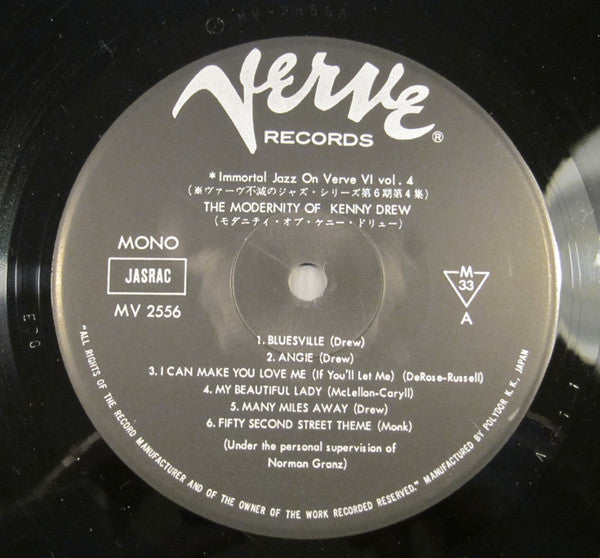 VERVE
RECORDS ®
* Immortal Jazz On Verve VI vol. 4
(※ヴァーヴ不滅のジャズ・シリーズ第6期第4集)
THE MODERNITY OF KENNY DREW
(モダニティ・オブ・ケニー・ドリュー)
MONO
JASRAC
MV 2556
M
33
A
1. BLUESVILLE (Drew)
2. ANGIE (Drew)
3. I CAN MAKE YOU LOVE ME (If You'll Let Me) (DeRose-Russell)
4. MY BEAUTIFUL LADY (McLellan-Caryll)
5. MANY MILES AWAY (Drew)
6. FIFTY SECOND STREET THEME (Monk)
(Under the personal supervision of
Norman Granz)
"ALL RIGHTS OF THE RECORD MANUFACTURER AND OF THE OWNER OF THE WORK RECORDED RESERVED." MANUFACTURED BY POLYDOR K. K., JAPAN